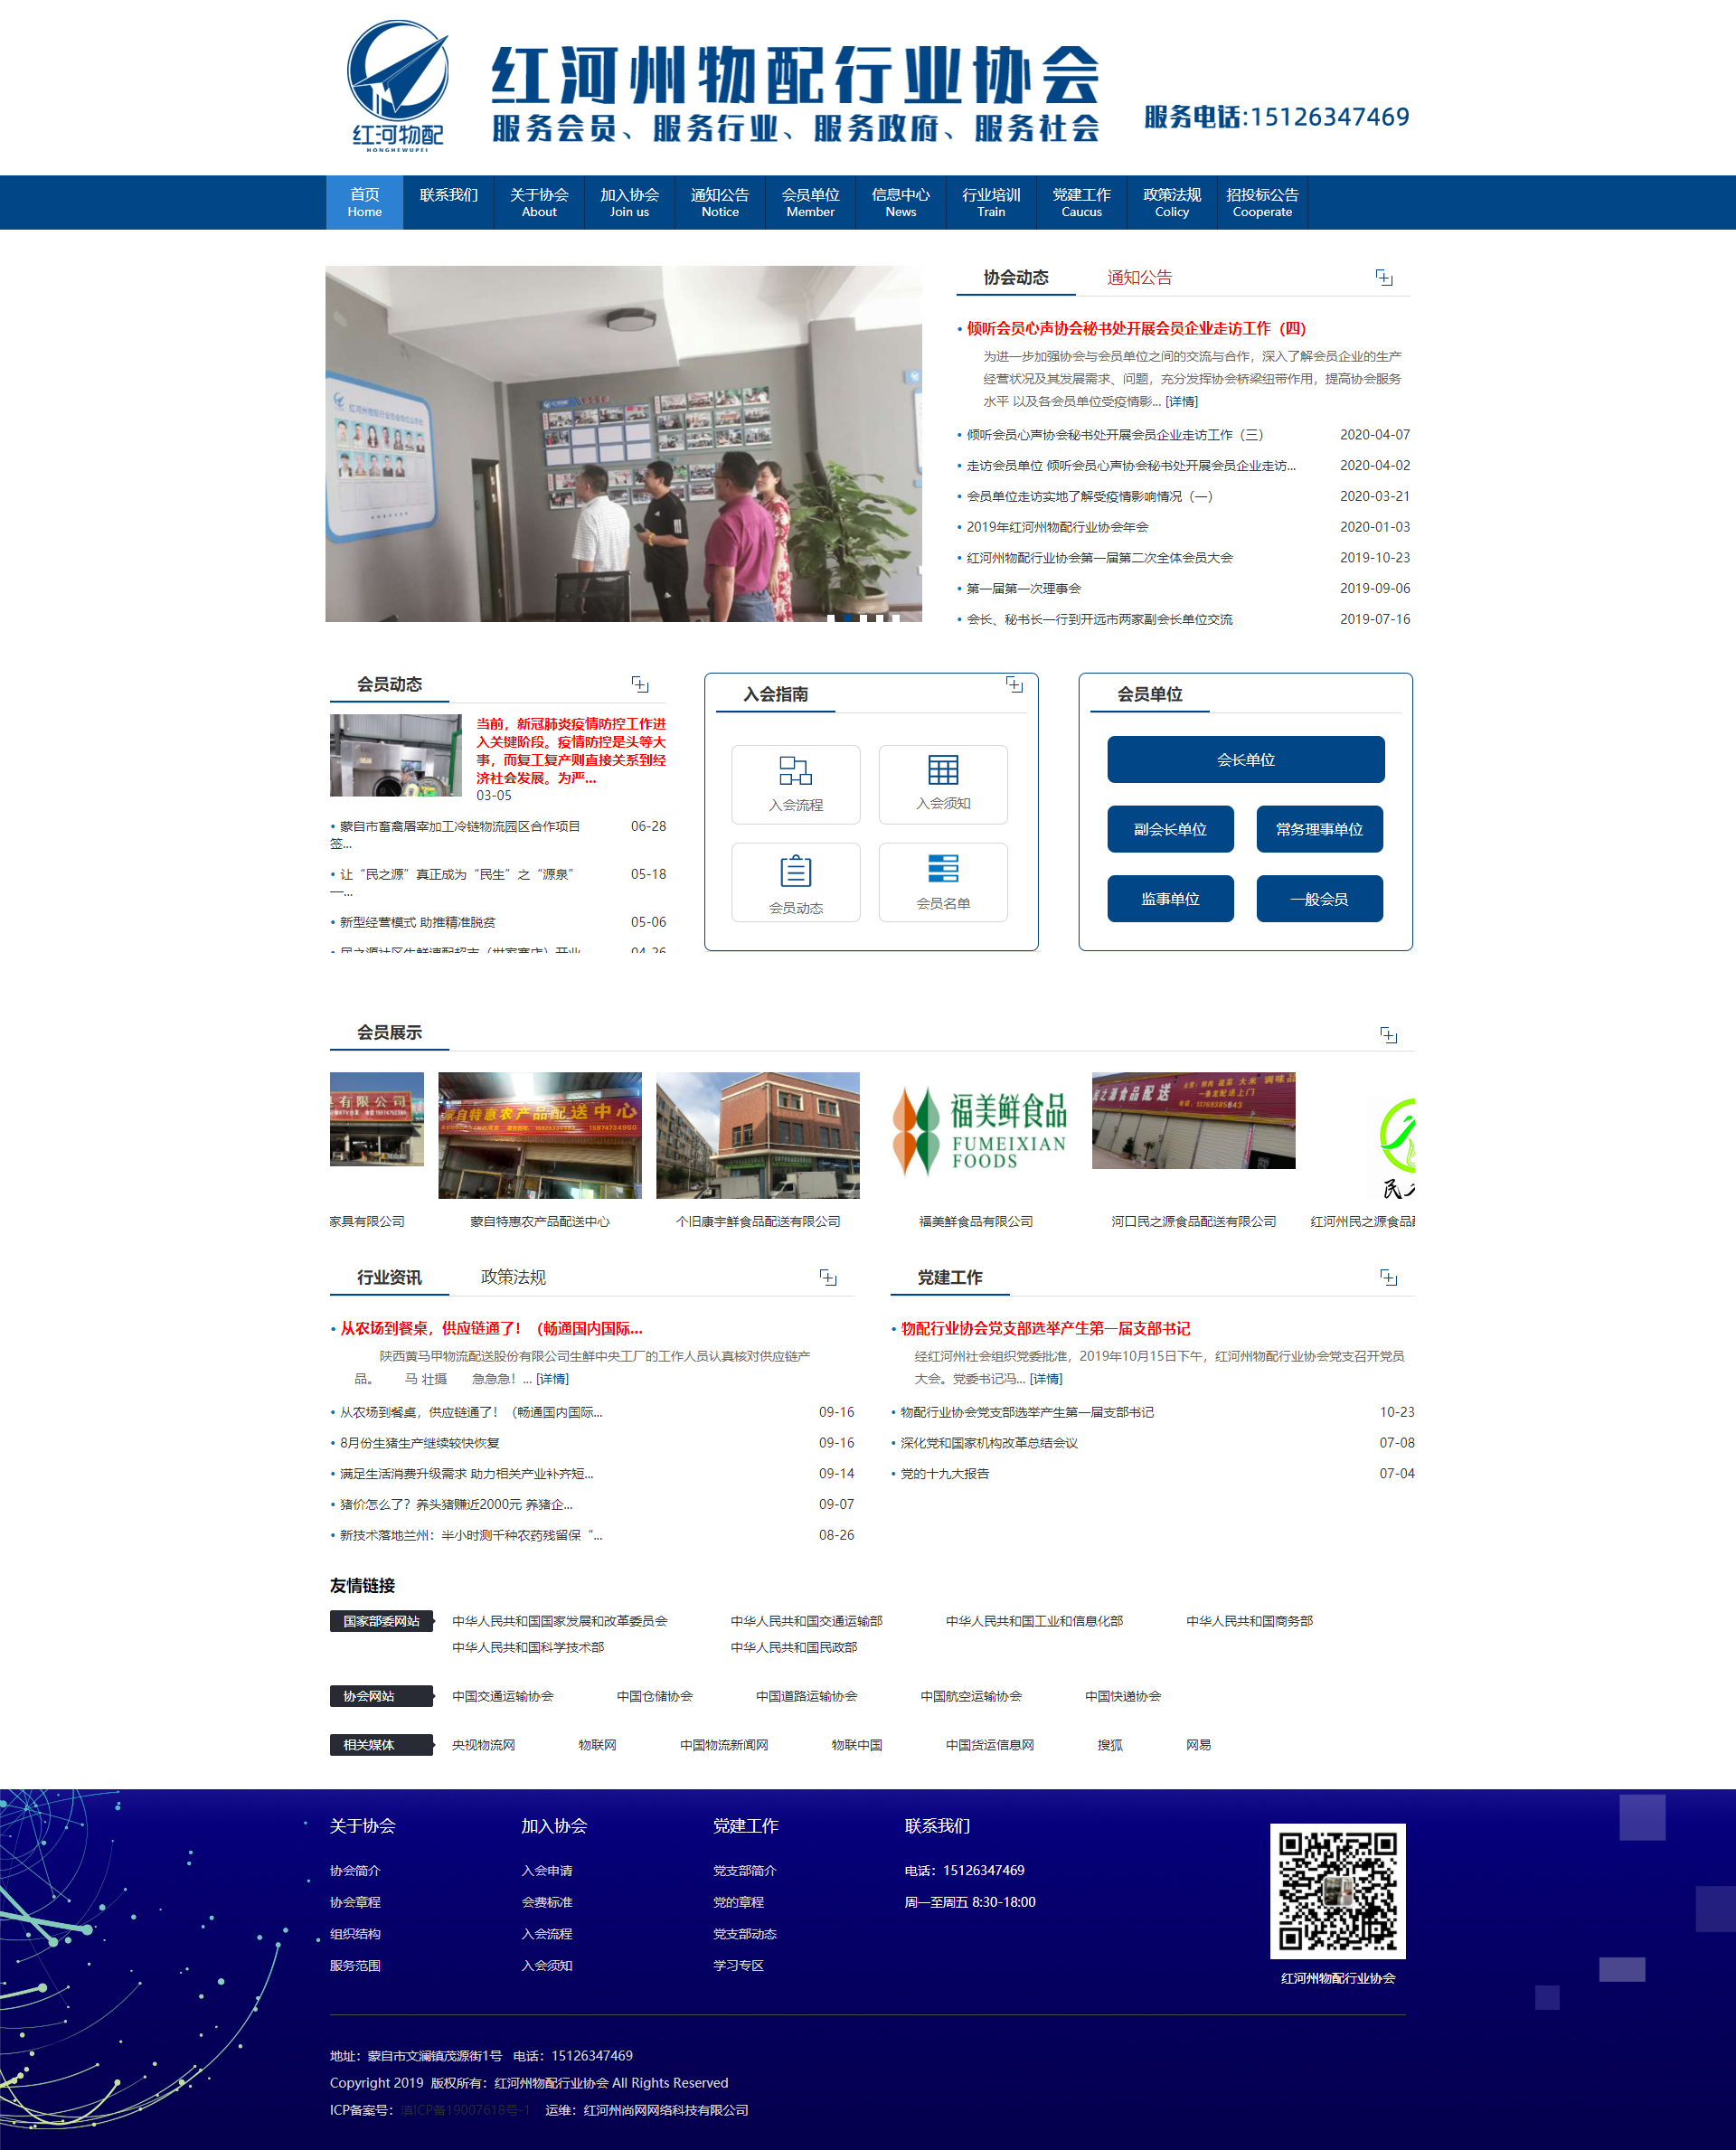 红河物配
HONGHEWUPEI
红河州物配行业协会
服务会员、服务行业、服务政府、服务社会
服务电话:15126347469
首页 联系我们 关于协会 加入协会 通知公告 会员单位 信息中心 行业培训 党建工作 政策法规 招投标公告
Home About Join us Notice Member News Train Caucus Colicy Cooperate
协会动态 通知公告
• 倾听会员心声协会秘书处开展会员企业走访工作（四）
为进一步加强协会与会员单位之间的交流与合作，深入了解会员企业的生产
经营状况及其发展需求、问题，充分发挥协会桥梁纽带作用，提高协会服务
水平 以及各会员单位受疫情影... [详情]
• 倾听会员心声协会秘书处开展会员企业走访工作（三） 2020-04-07
• 走访会员单位 倾听会员心声协会秘书处开展会员企业走访... 2020-04-02
• 会员单位走访实地了解受疫情影响情况（一） 2020-03-21
• 2019年红河州物配行业协会年会 2020-01-03
• 红河州物配行业协会第一届第二次全体会员大会 2019-10-23
• 第一届第一次理事会 2019-09-06
• 会长、秘书长一行到开远市两家副会长单位交流 2019-07-16
会员动态
当前，新冠肺炎疫情防控工作进
入关键阶段。疫情防控是头等大
事，而复工复产则直接关系到经
济社会发展。为严...
03-05
• 蒙自市畜禽屠宰加工冷链物流园区合作项目 06-28
签...
• 让“民之源”真正成为“民生”之“源泉” 05-18
—...
• 新型经营模式 助推精准脱贫 05-06
入会指南
入会流程 入会须知
会员动态 会员名单
会员单位
会长单位
副会长单位 常务理事单位
监事单位 一般会员
会员展示
具有限公司
蒙自特意农产品配送中心
福美鲜食品
FUMEIXIAN
FOODS
民之源食品配送
家具有限公司 蒙自特惠农产品配送中心 个旧康宇鲜食品配送有限公司 福美鲜食品有限公司 河口民之源食品配送有限公司 红河州民之源食品
行业资讯 政策法规
• 从农场到餐桌，供应链通了！（畅通国内国际...
陕西黄马甲物流配送股份有限公司生鲜中央工厂的工作人员认真核对供应链产
品。 马 壮摄 急急急！... [详情]
• 从农场到餐桌，供应链通了！（畅通国内国际... 09-16
• 8月份生猪生产继续较快恢复 09-16
• 满足生活消费升级需求 助力相关产业补齐短... 09-14
• 猪价怎么了？养头猪赚近2000元 养猪企... 09-07
• 新技术落地兰州：半小时测千种农药残留保“... 08-26
党建工作
• 物配行业协会党支部选举产生第一届支部书记
经红河州社会组织党委批准，2019年10月15日下午，红河州物配行业协会党支召开党员
大会。党委书记冯... [详情]
• 物配行业协会党支部选举产生第一届支部书记 10-23
• 深化党和国家机构改革总结会议 07-08
• 党的十九大报告 07-04
友情链接
国家部委网站 中华人民共和国国家发展和改革委员会 中华人民共和国交通运输部 中华人民共和国工业和信息化部 中华人民共和国商务部
中华人民共和国科学技术部 中华人民共和国民政部
协会网站 中国交通运输协会 中国仓储协会 中国道路运输协会 中国航空运输协会 中国快递协会
相关媒体 央视物流网 物联网 中国物流新闻网 物联中国 中国货运信息网 搜狐 网易
关于协会 加入协会 党建工作 联系我们
协会简介 入会申请 党支部简介 电话：15126347469
协会章程 会费标准 党的章程 周一至周五 8:30-18:00
组织结构 入会流程 党支部动态
服务范围 入会须知 学习专区
红河州物配行业协会
地址：蒙自市文澜镇茂源街1号 电话：15126347469
Copyright 2019 版权所有：红河州物配行业协会 All Rights Reserved
ICP备案号：滇ICP备19007618号-1 运维：红河州尚网网络科技有限公司